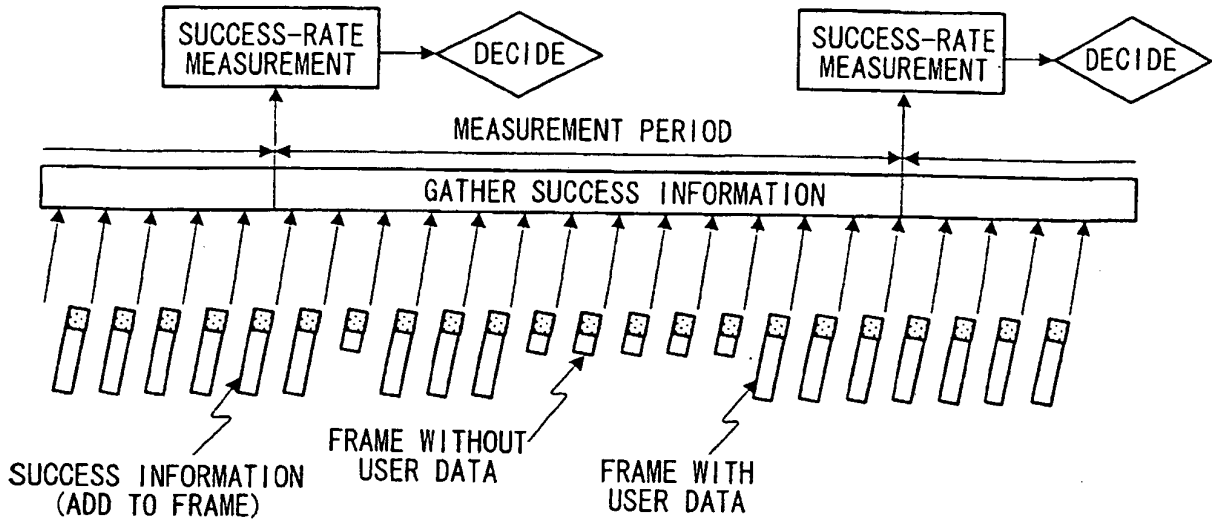 SUCCESS-RATE
MEASUREMENT
DECIDE
SUCCESS-RATE
MEASUREMENT
DECIDE
MEASUREMENT PERIOD
GATHER SUCCESS INFORMATION
SUCCESS INFORMATION
(ADD TO FRAME)
FRAME WITHOUT
USER DATA
FRAME WITH
USER DATA